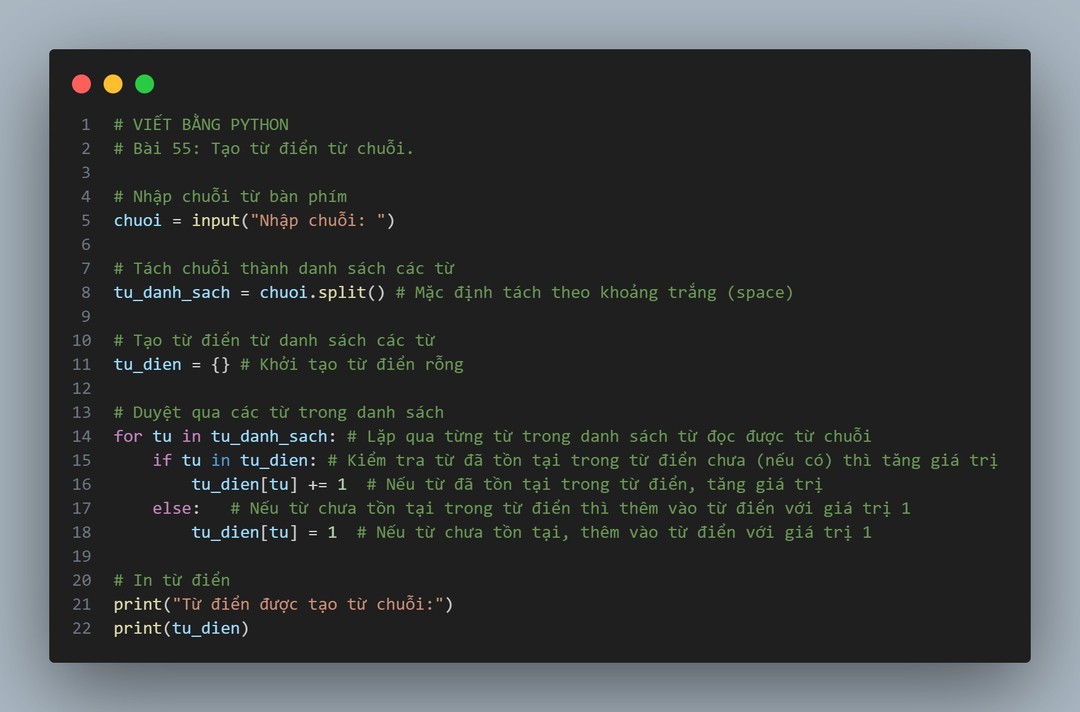 1 # VIẾT BẰNG PYTHON
2 # Bài 55: Tạo từ điển từ chuỗi.
3
4 # Nhập chuỗi từ bàn phím
5 chuoi = input("Nhập chuỗi: ")
6
7 # Tách chuỗi thành danh sách các từ
8 tu_danh_sach = chuoi.split() # Mặc định tách theo khoảng trắng (space)
9
10 # Tạo từ điển từ danh sách các từ
11 tu_dien = {} # Khởi tạo từ điển rỗng
12
13 # Duyệt qua các từ trong danh sách
14 for tu in tu_danh_sach: # Lặp qua từng từ trong danh sách từ đọc được từ chuỗi
15     if tu in tu_dien: # Kiểm tra từ đã tồn tại trong từ điển chưa (nếu có) thì tăng giá trị
16         tu_dien[tu] += 1  # Nếu từ đã tồn tại trong từ điển, tăng giá trị
17     else:   # Nếu từ chưa tồn tại trong từ điển thì thêm vào từ điển với giá trị 1
18         tu_dien[tu] = 1  # Nếu từ chưa tồn tại, thêm vào từ điển với giá trị 1
19
20 # In từ điển
21 print("Từ điển được tạo từ chuỗi:")
22 print(tu_dien)